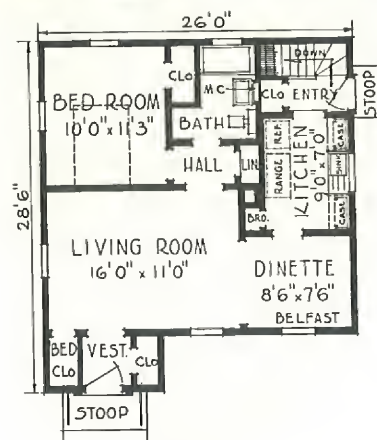 26'0"
DOWN
CLO
M.C.
CLO ENTRY
STOOP
BED ROOM
10'0" x 11'3"
BATH
HALL
LIN.
RANGE
REF.
KITCHEN
9'0" x 7'0"
CASE
SINK
CASE
BRO.
28'6"
LIVING ROOM
16'0" x 11'0"
DINETTE
8'6" x 7'6"
BELFAST
BED
CLO
VEST.
CLO
STOOP